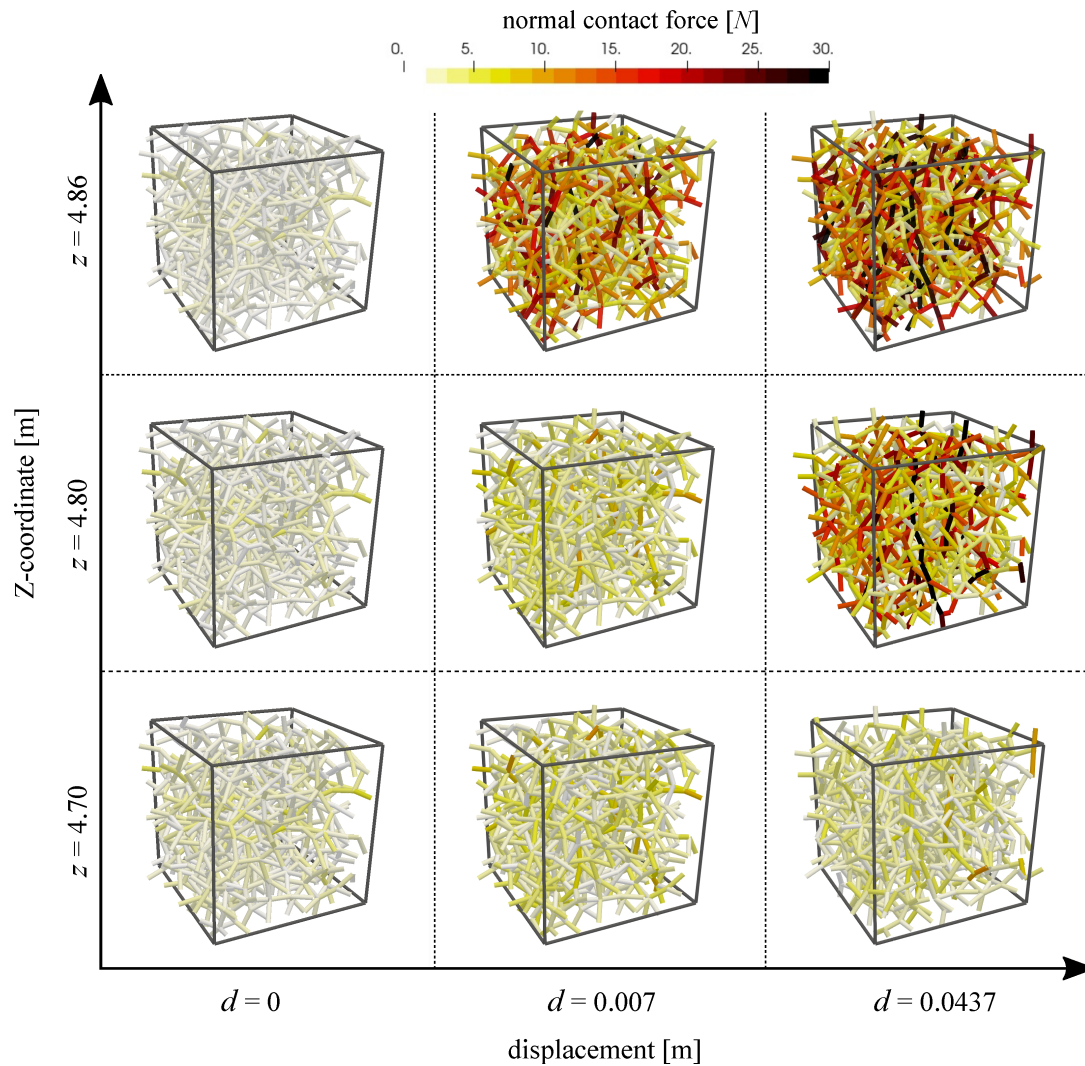 normal contact force [N]
0. 5. 10. 15. 20. 25. 30.
Z-coordinate [m]
z = 4.86
z = 4.80
z = 4.70
d = 0 d = 0.007 d = 0.0437
displacement [m]